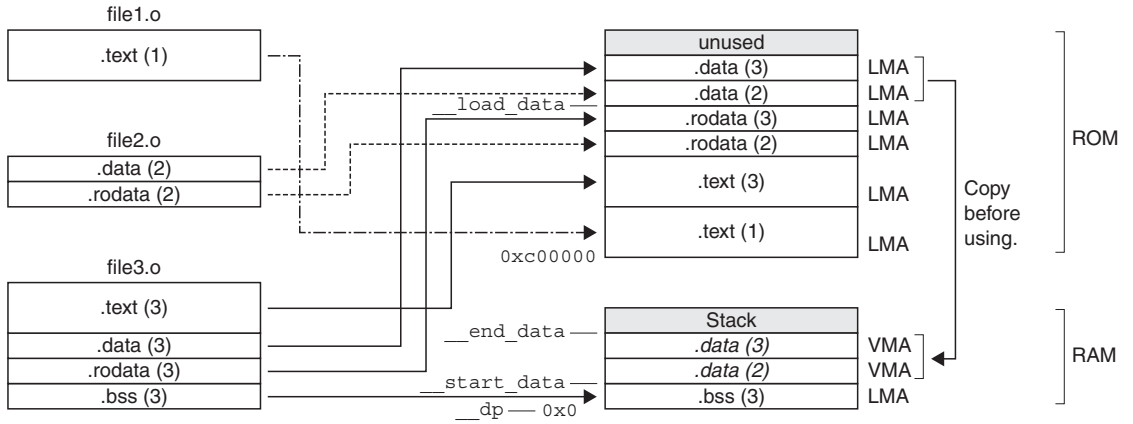 file1.o
.text (1)
file2.o
.data (2)
.rodata (2)
file3.o
.text (3)
.data (3)
.rodata (3)
.bss (3)
unused
.data (3) LMA
.data (2) LMA
__load_data
.rodata (3) LMA
.rodata (2) LMA
.text (3) LMA
.text (1) LMA
0xc00000
Copy
before
using.
ROM
Stack
__end_data
.data (3) VMA
.data (2) VMA
__start_data
.bss (3) LMA
__dp 0x0
RAM